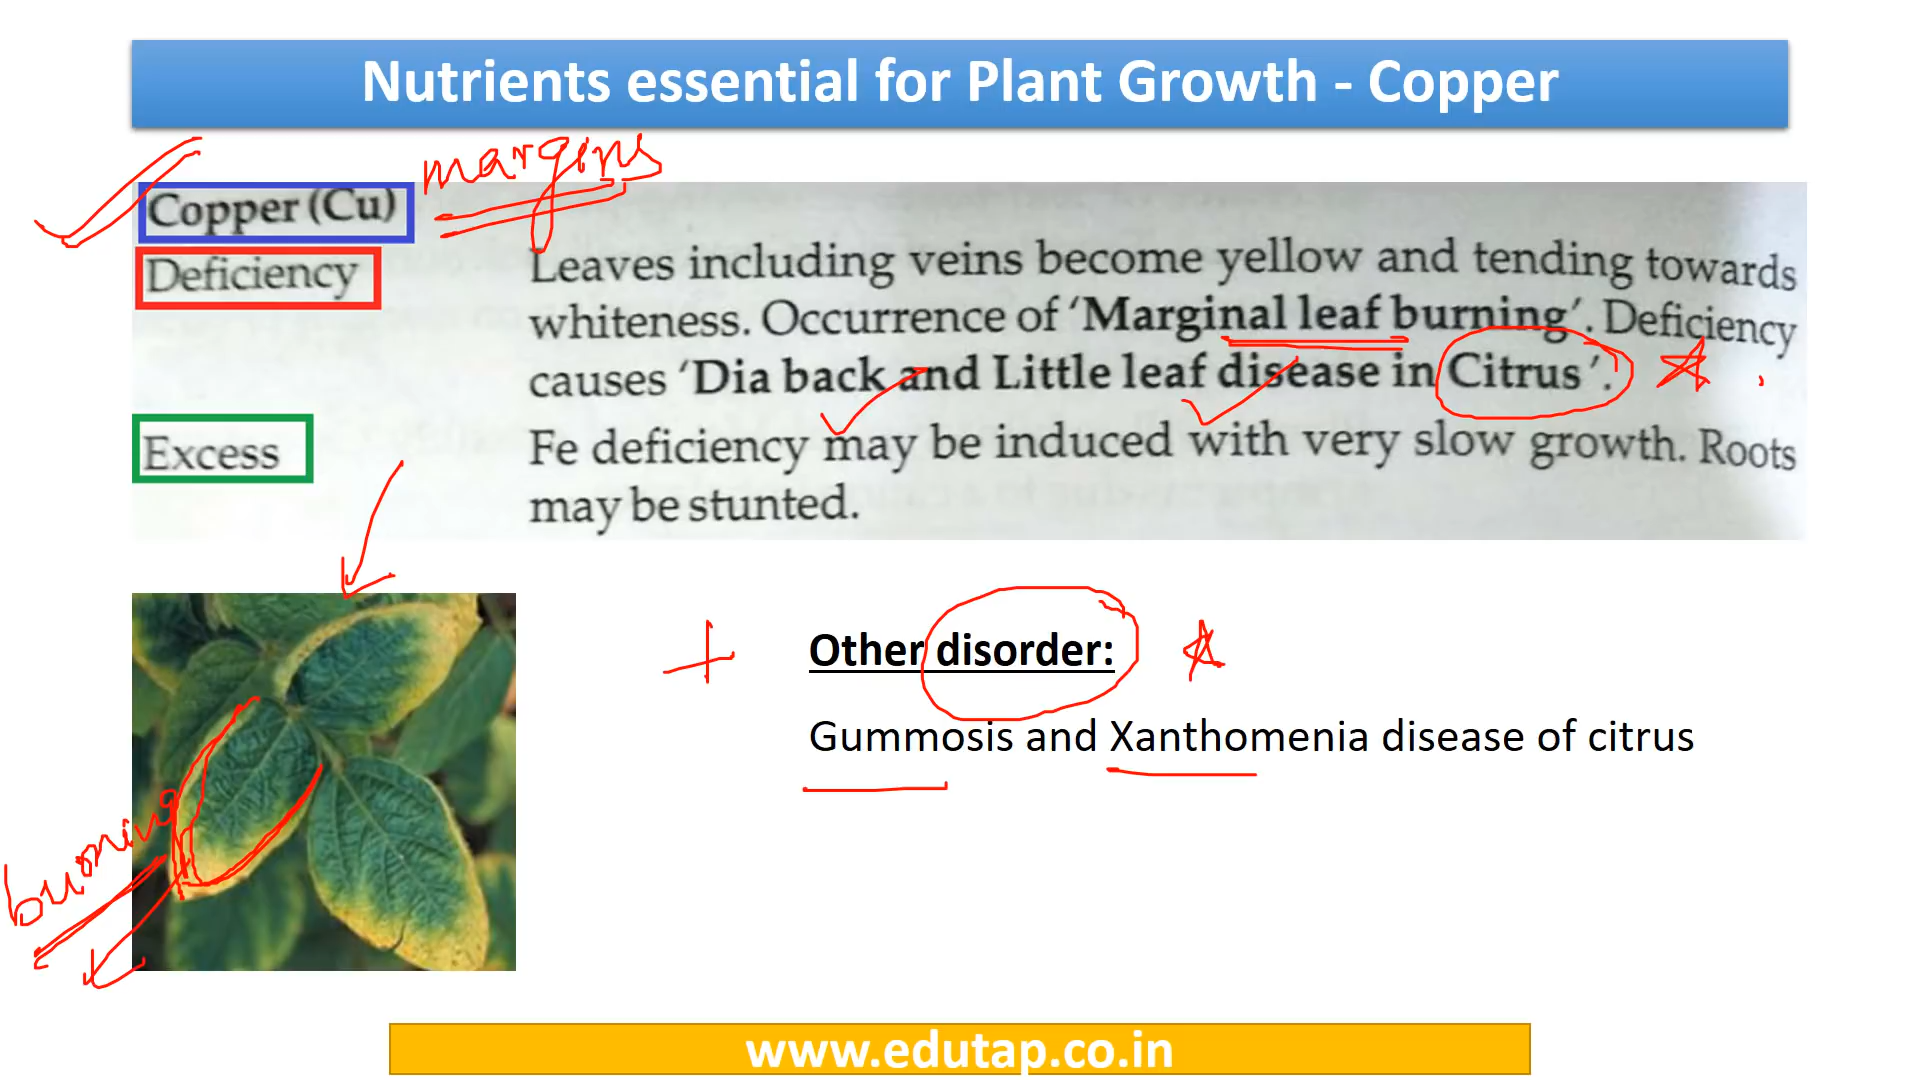 Nutrients essential for Plant Growth - Copper
margins
Copper (Cu)
Deficiency
Leaves including veins become yellow and tending towards
whiteness. Occurrence of ‘Marginal leaf burning’. Deficiency
causes ‘Dia back and Little leaf disease in Citrus’.
Excess
Fe deficiency may be induced with very slow growth. Roots
may be stunted.
Other disorder:
Gummosis and Xanthomenia disease of citrus
burning
www.edutap.co.in